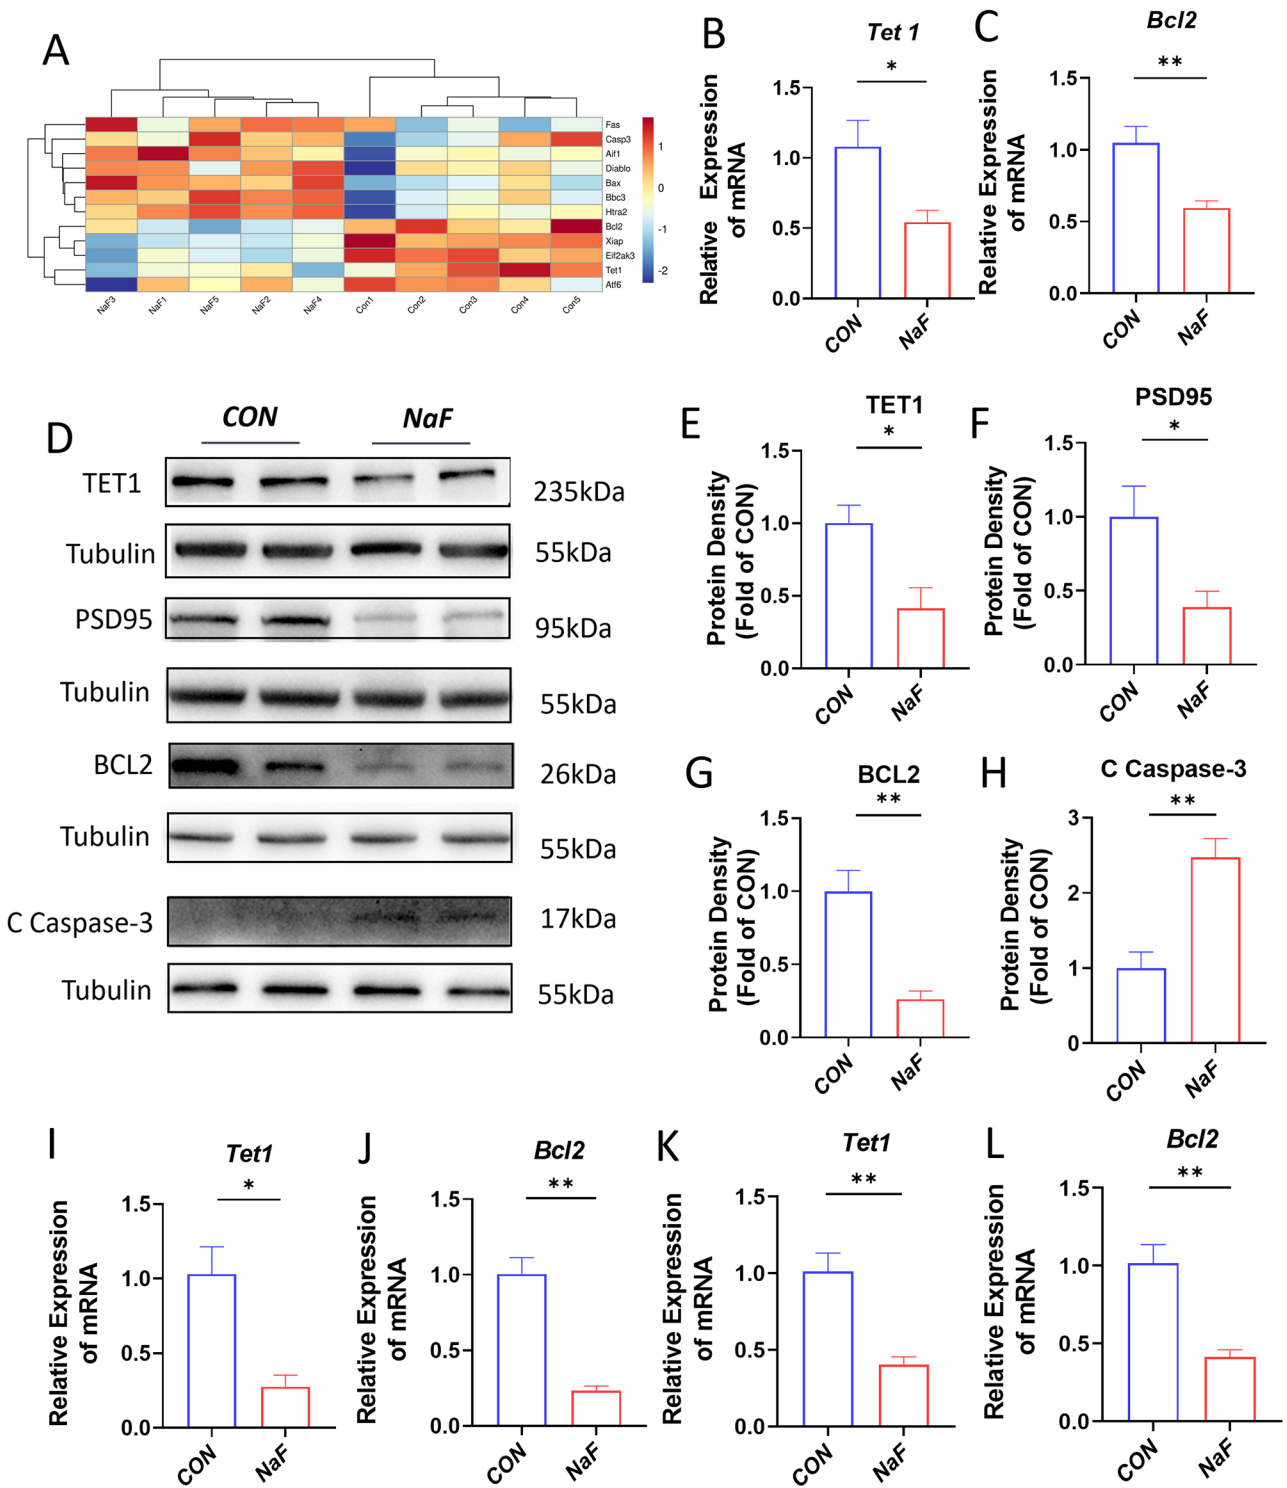 A
Fas
Casp3
Aif1
Diablo
Bax
Bbc3
Htra2
Bcl2
Xiap
Eif2ak3
Tet1
Atf6
1
0
-1
-2
NaF3
NaF1
NaF5
NaF2
NaF4
Con1
Con2
Con3
Con4
Con5
B
Tet 1
*
Relative Expression
of mRNA
1.5
1.0
0.5
0.0
CON
NaF
C
Bcl2
**
Relative Expression
of mRNA
1.5
1.0
0.5
0.0
CON
NaF
D
CON
NaF
TET1
235kDa
Tubulin
55kDa
PSD95
95kDa
Tubulin
55kDa
BCL2
26kDa
Tubulin
55kDa
C Caspase-3
17kDa
Tubulin
55kDa
E
TET1
*
Protein Density
(Fold of CON)
1.5
1.0
0.5
0.0
CON
NaF
F
PSD95
*
Protein Density
(Fold of CON)
1.5
1.0
0.5
0.0
CON
NaF
G
BCL2
**
Protein Density
(Fold of CON)
1.5
1.0
0.5
0.0
CON
NaF
H
C Caspase-3
**
Protein Density
(Fold of CON)
3
2
1
0
CON
NaF
I
Tet1
*
Relative Expression
of mRNA
1.5
1.0
0.5
0.0
CON
NaF
J
Bcl2
**
Relative Expression
of mRNA
1.5
1.0
0.5
0.0
CON
NaF
K
Tet1
**
Relative Expression
of mRNA
1.5
1.0
0.5
0.0
CON
NaF
L
Bcl2
**
Relative Expression
of mRNA
1.5
1.0
0.5
0.0
CON
NaF